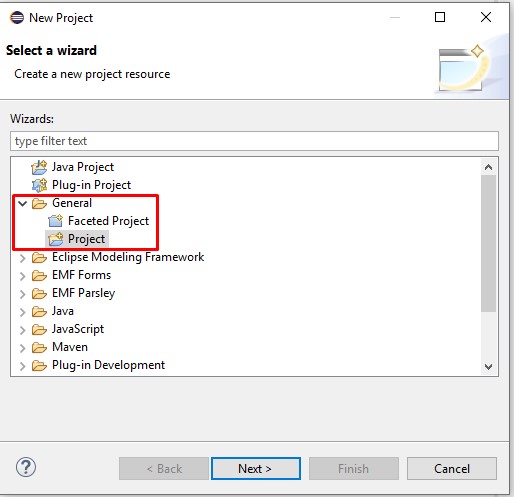 New Project
Select a wizard
Create a new project resource
Wizards:
type filter text
Java Project
Plug-in Project
General
Faceted Project
Project
Eclipse Modeling Framework
EMF Forms
EMF Parsley
Java
JavaScript
Maven
Plug-in Development
? < Back Next > Finish Cancel